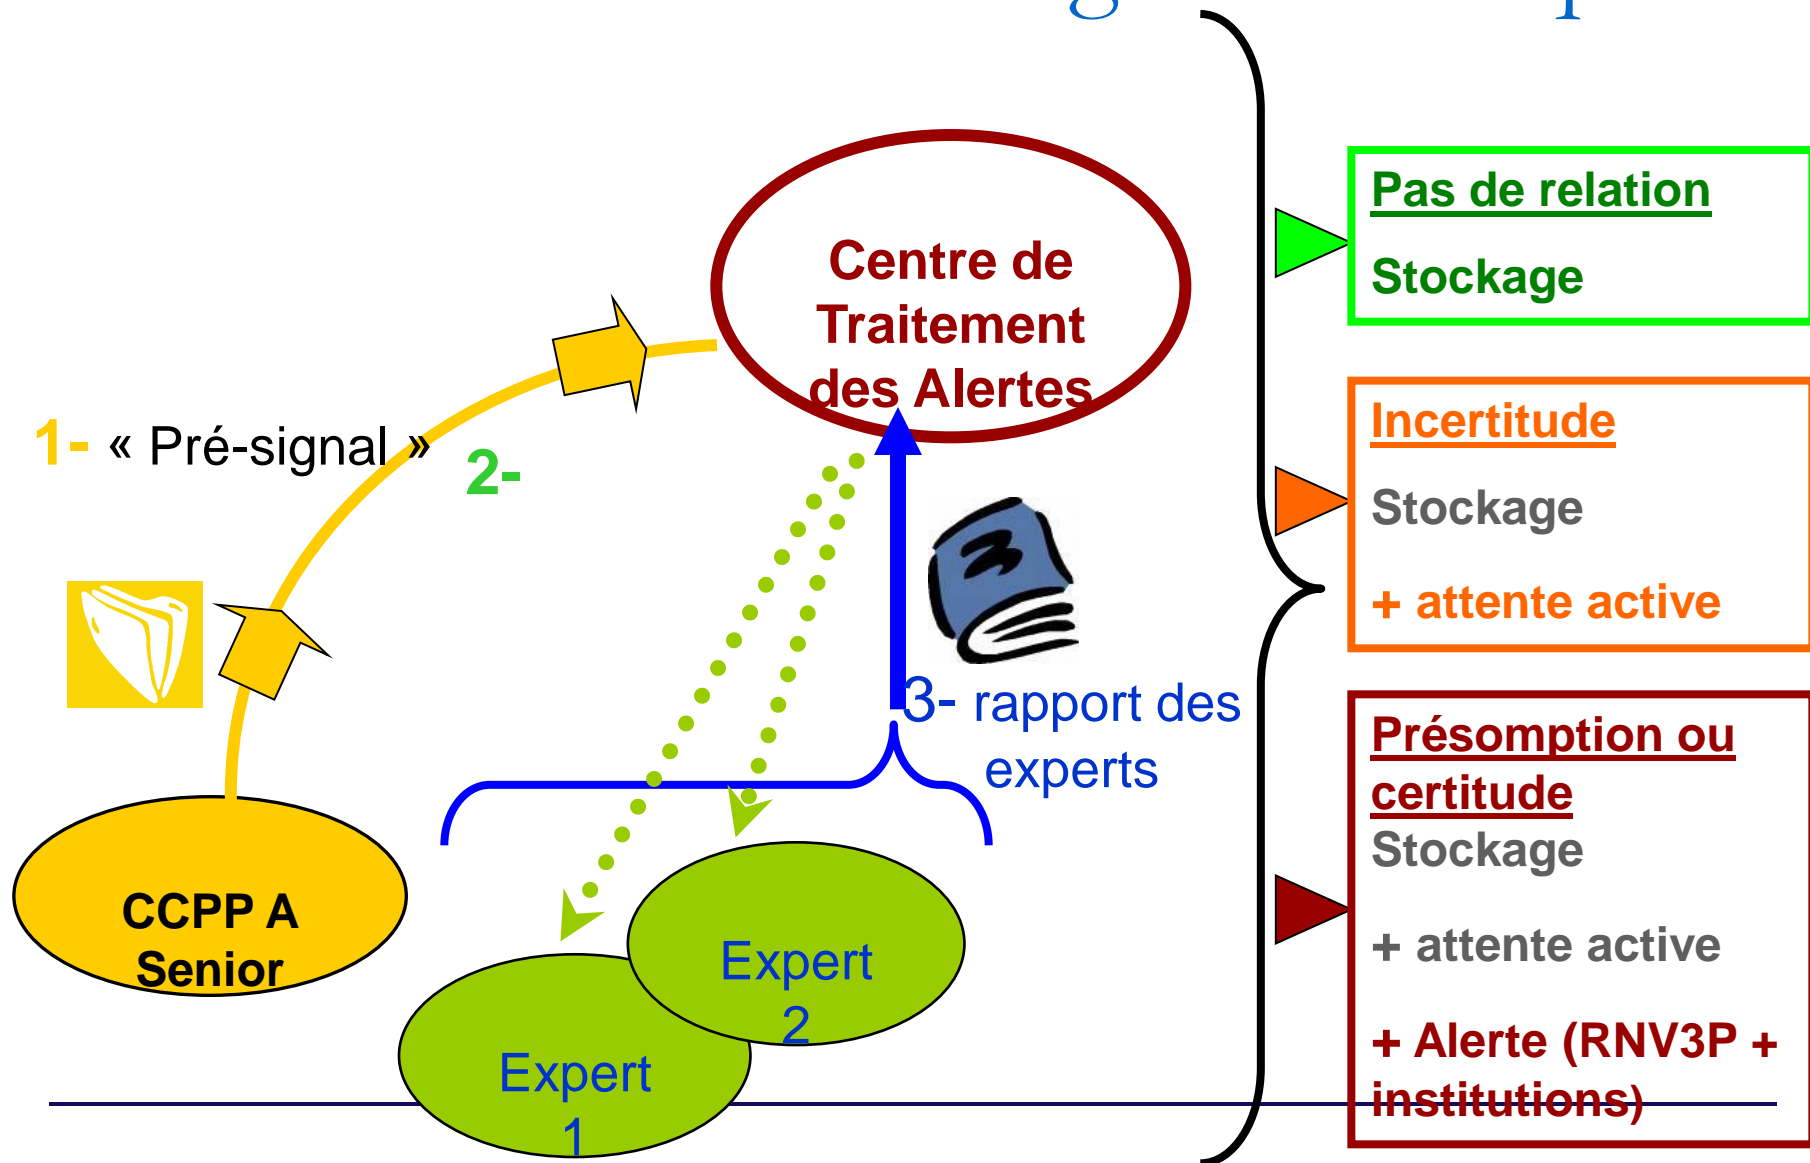 Centre de
Traitement
des Alertes
1- « Pré-signal »
2-
3
3- rapport des
experts
CCPP A
Senior
Expert
2
Expert
1
Pas de relation
Stockage
Incertitude
Stockage
+ attente active
Présomption ou
certitude
Stockage
+ attente active
+ Alerte (RNV3P +
institutions)